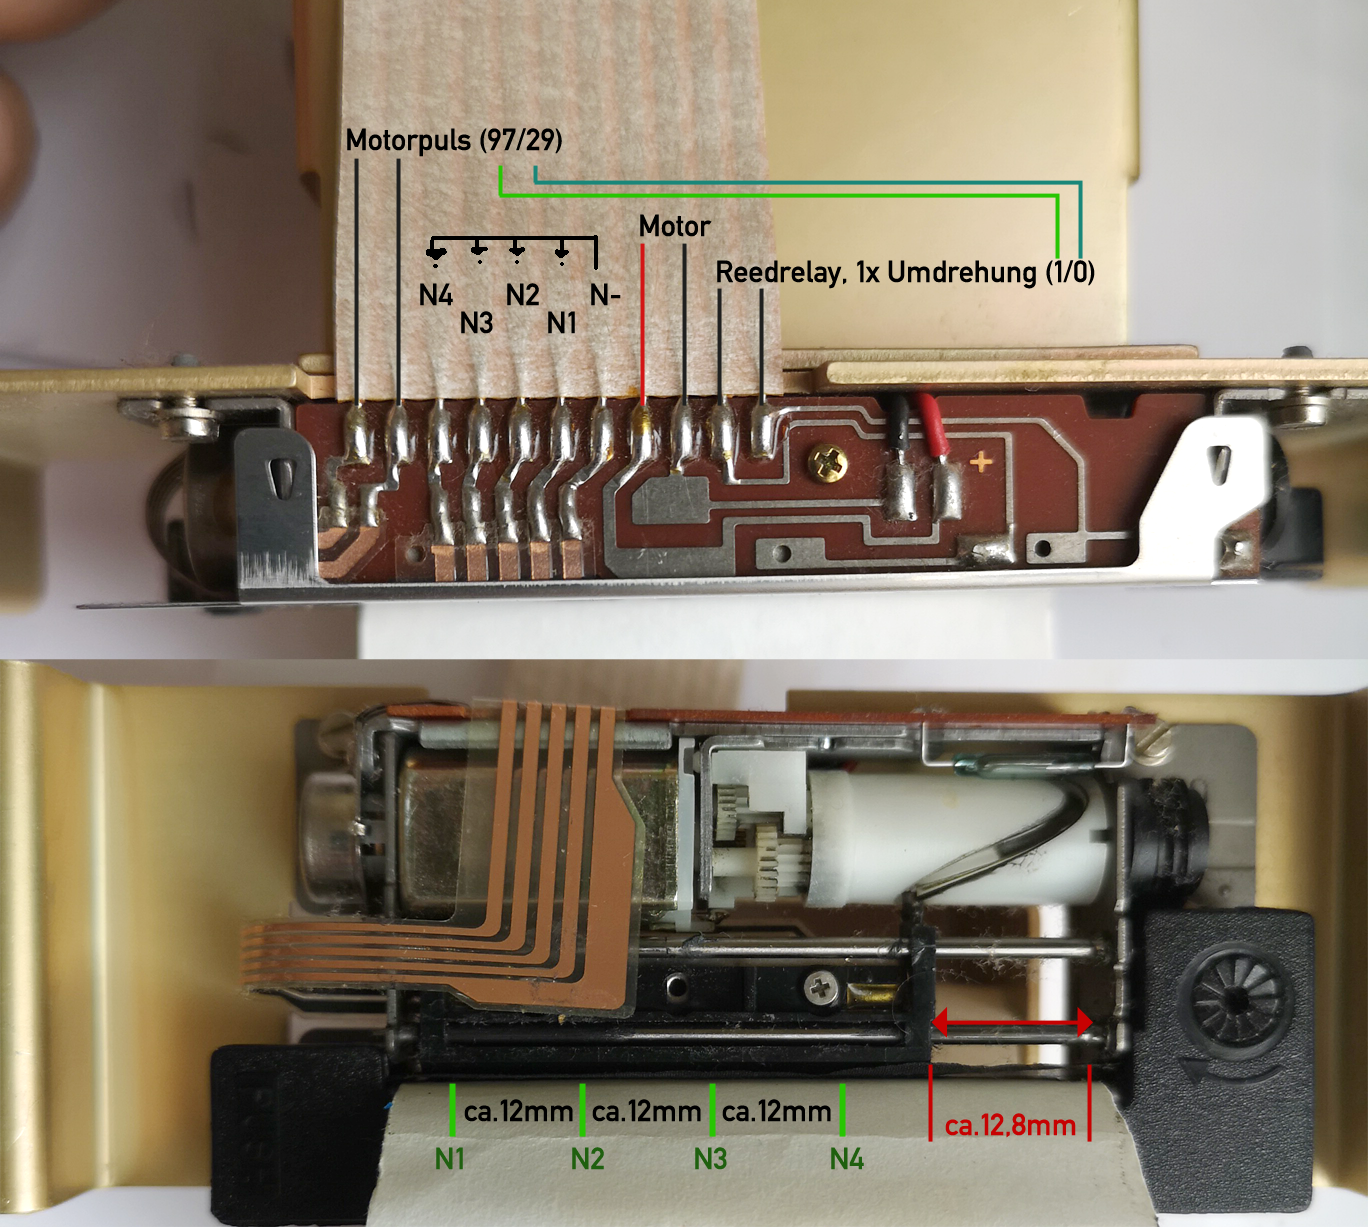 Motorpuls (97/29)
Motor
Reedrelay, 1x Umdrehung (1/0)
N4 N2 N-
N3 N1
+
ca.12mm ca.12mm ca.12mm
ca.12,8mm
N1 N2 N3 N4